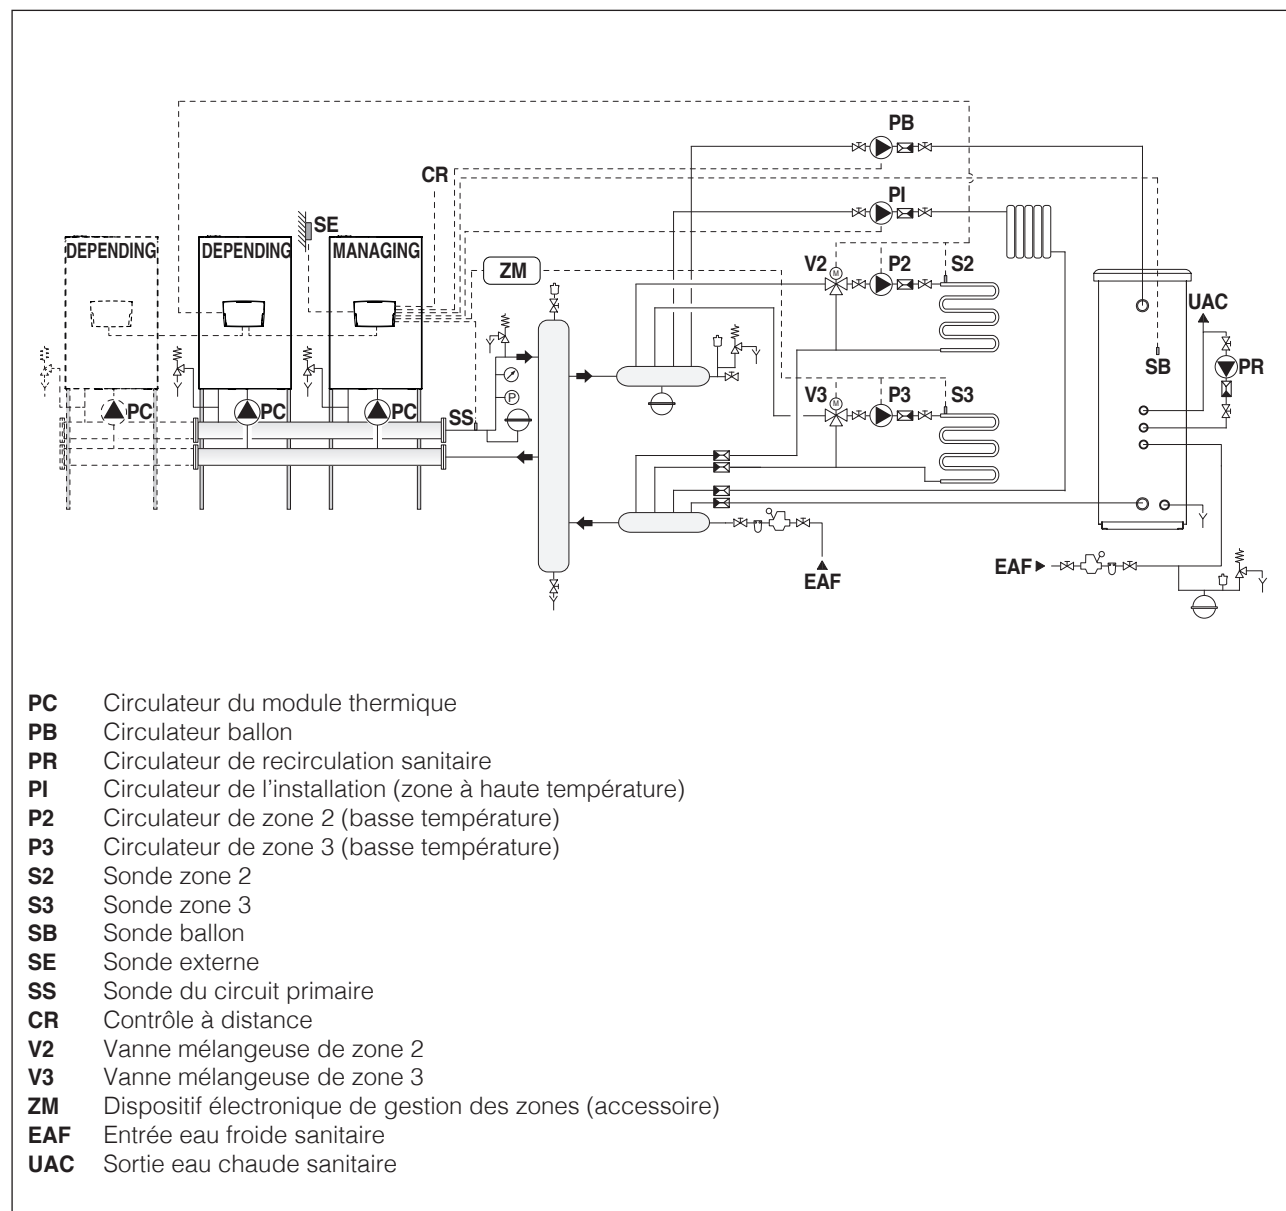 PB
CR
PI
SE
DEPENDING DEPENDING MANAGING
V2 P2 S2
ZM
UAC
M
SB PR
V3 P3 S3
M
PC PC PC SS
P
EAF
EAF
PC Circulateur du module thermique
PB Circulateur ballon
PR Circulateur de recirculation sanitaire
PI Circulateur de l'installation (zone à haute température)
P2 Circulateur de zone 2 (basse température)
P3 Circulateur de zone 3 (basse température)
S2 Sonde zone 2
S3 Sonde zone 3
SB Sonde ballon
SE Sonde externe
SS Sonde du circuit primaire
CR Contrôle à distance
V2 Vanne mélangeuse de zone 2
V3 Vanne mélangeuse de zone 3
ZM Dispositif électronique de gestion des zones (accessoire)
EAF Entrée eau froide sanitaire
UAC Sortie eau chaude sanitaire